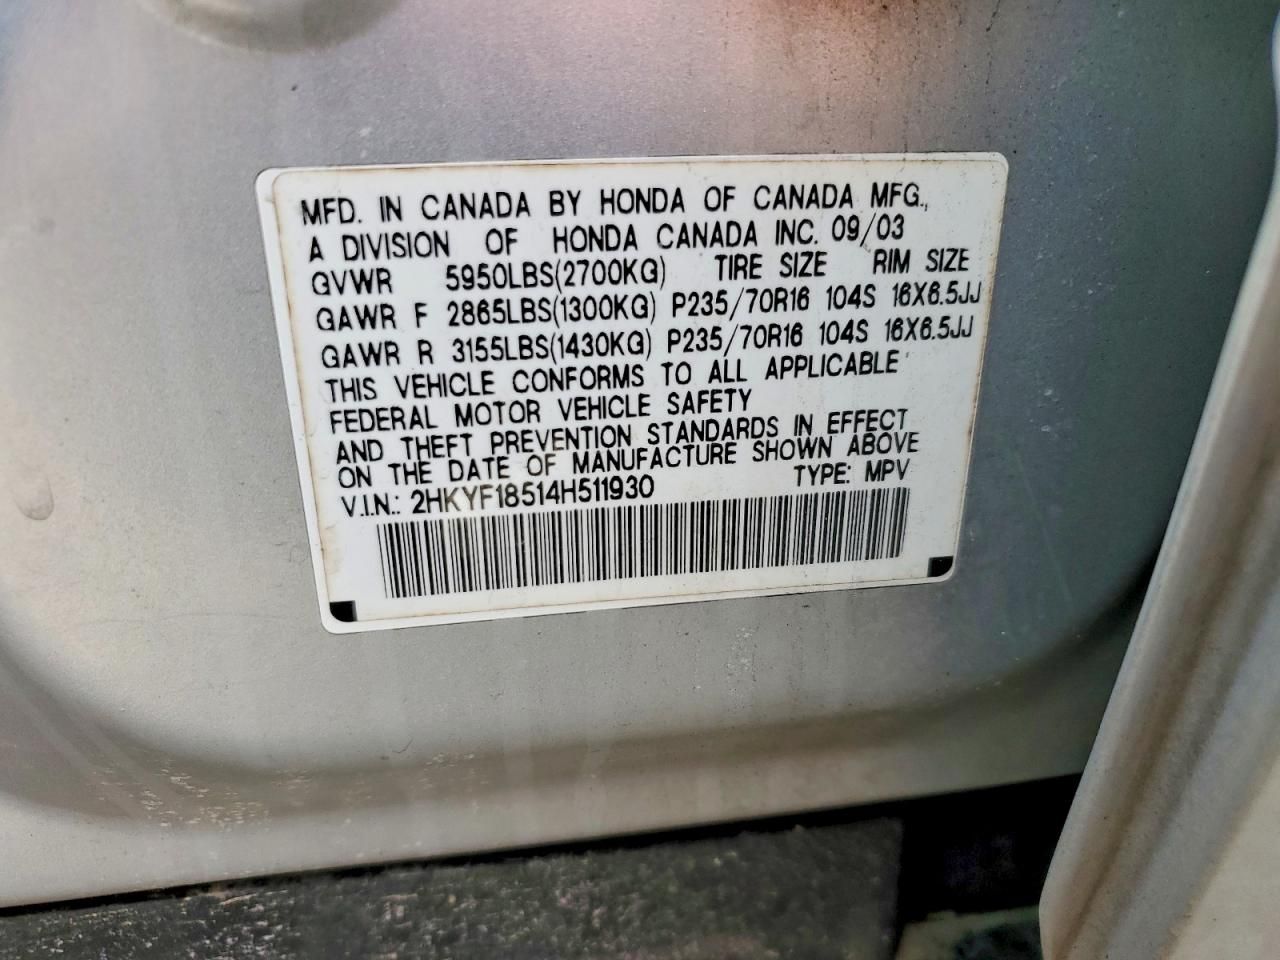 MFD. IN CANADA BY HONDA OF CANADA MFG.,
A DIVISION OF HONDA CANADA INC. 09/03
GVWR 5950LBS(2700KG) TIRE SIZE RIM SIZE
GAWR F 2865LBS(1300KG) P235/70R16 104S 16X6.5JJ
GAWR R 3155LBS(1430KG) P235/70R16 104S 16X6.5JJ
THIS VEHICLE CONFORMS TO ALL APPLICABLE
FEDERAL MOTOR VEHICLE SAFETY
AND THEFT PREVENTION STANDARDS IN EFFECT
ON THE DATE OF MANUFACTURE SHOWN ABOVE
V.I.N.: 2HKYF18514H511930 TYPE: MPV